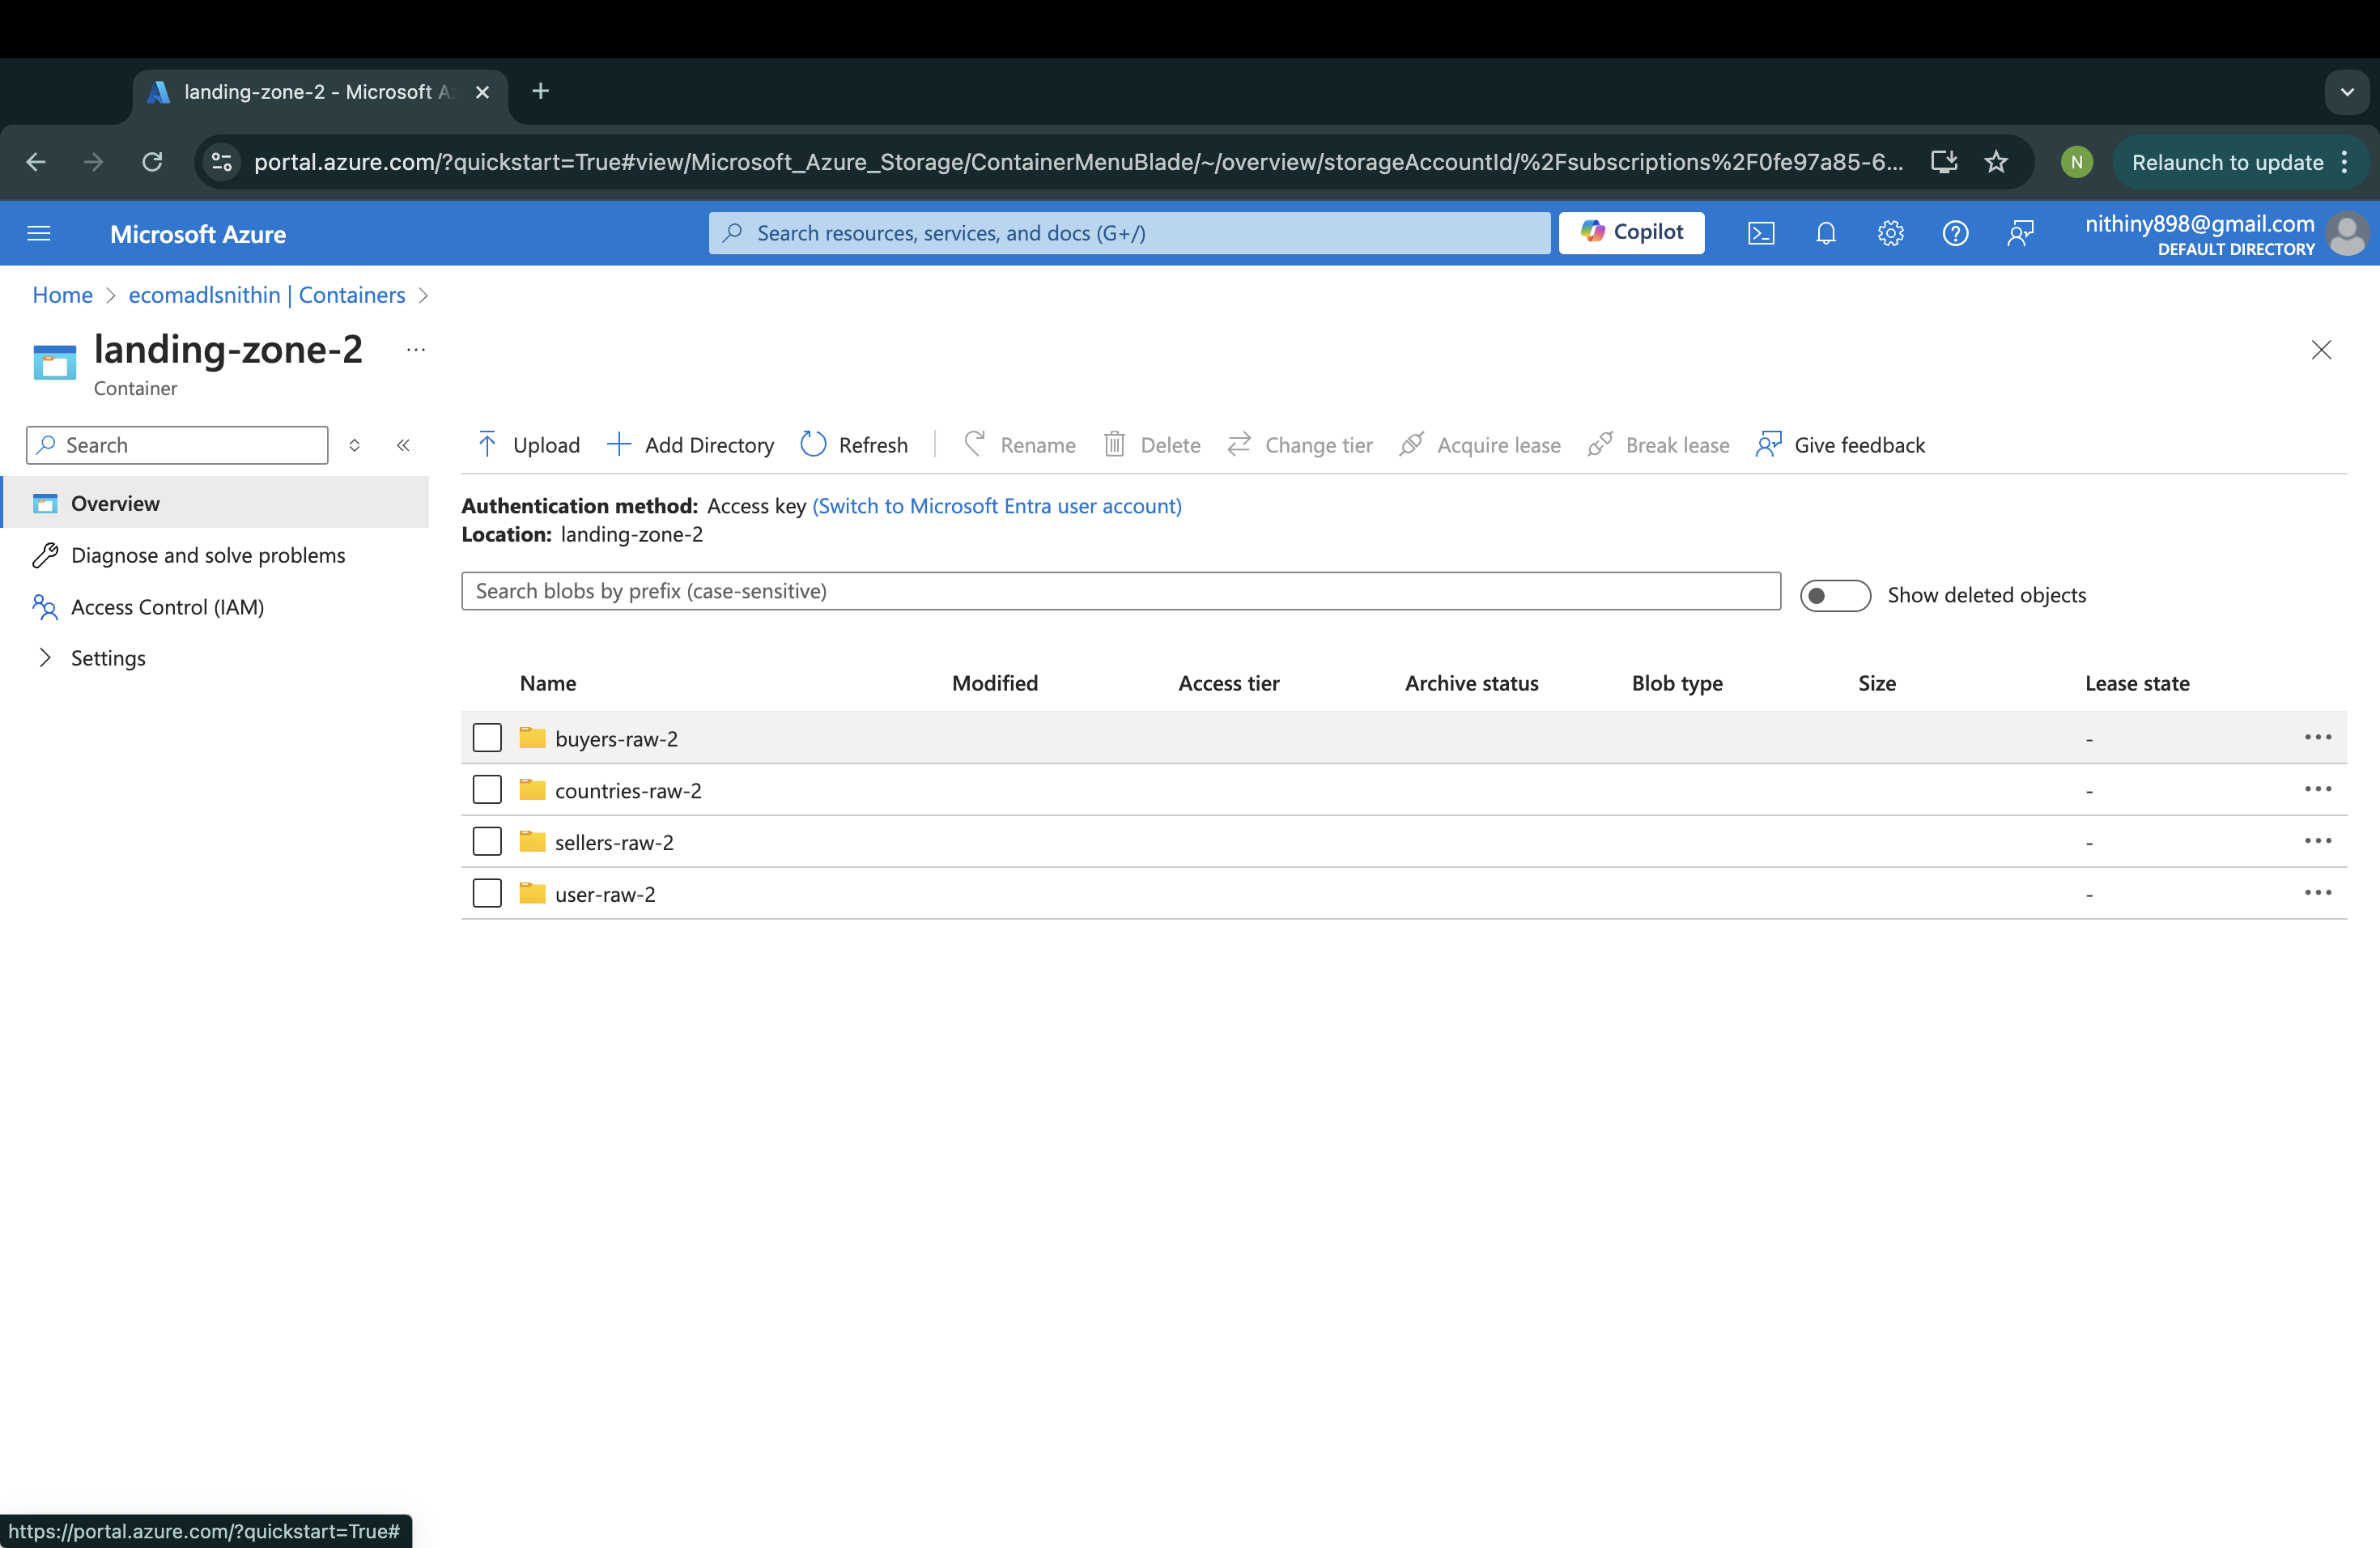 landing-zone-2 - Microsoft A
portal.azure.com/?quickstart=True#view/Microsoft_Azure_Storage/ContainerMenuBlade/~/overview/storageAccountId/%2Fsubscriptions%2F0fe97a85-6...
N
Relaunch to update
Microsoft Azure
Search resources, services, and docs (G+/)
Copilot
nithiny898@gmail.com
DEFAULT DIRECTORY
Home > ecomadlsnithin | Containers >
landing-zone-2 ...
Container
Search
Upload Add Directory Refresh Rename Delete Change tier Acquire lease Break lease Give feedback
Overview
Diagnose and solve problems
Access Control (IAM)
Settings
Authentication method: Access key (Switch to Microsoft Entra user account)
Location: landing-zone-2
Search blobs by prefix (case-sensitive)
Show deleted objects
Name Modified Access tier Archive status Blob type Size Lease state
buyers-raw-2 -
countries-raw-2 -
sellers-raw-2 -
user-raw-2 -
https://portal.azure.com/?quickstart=True#